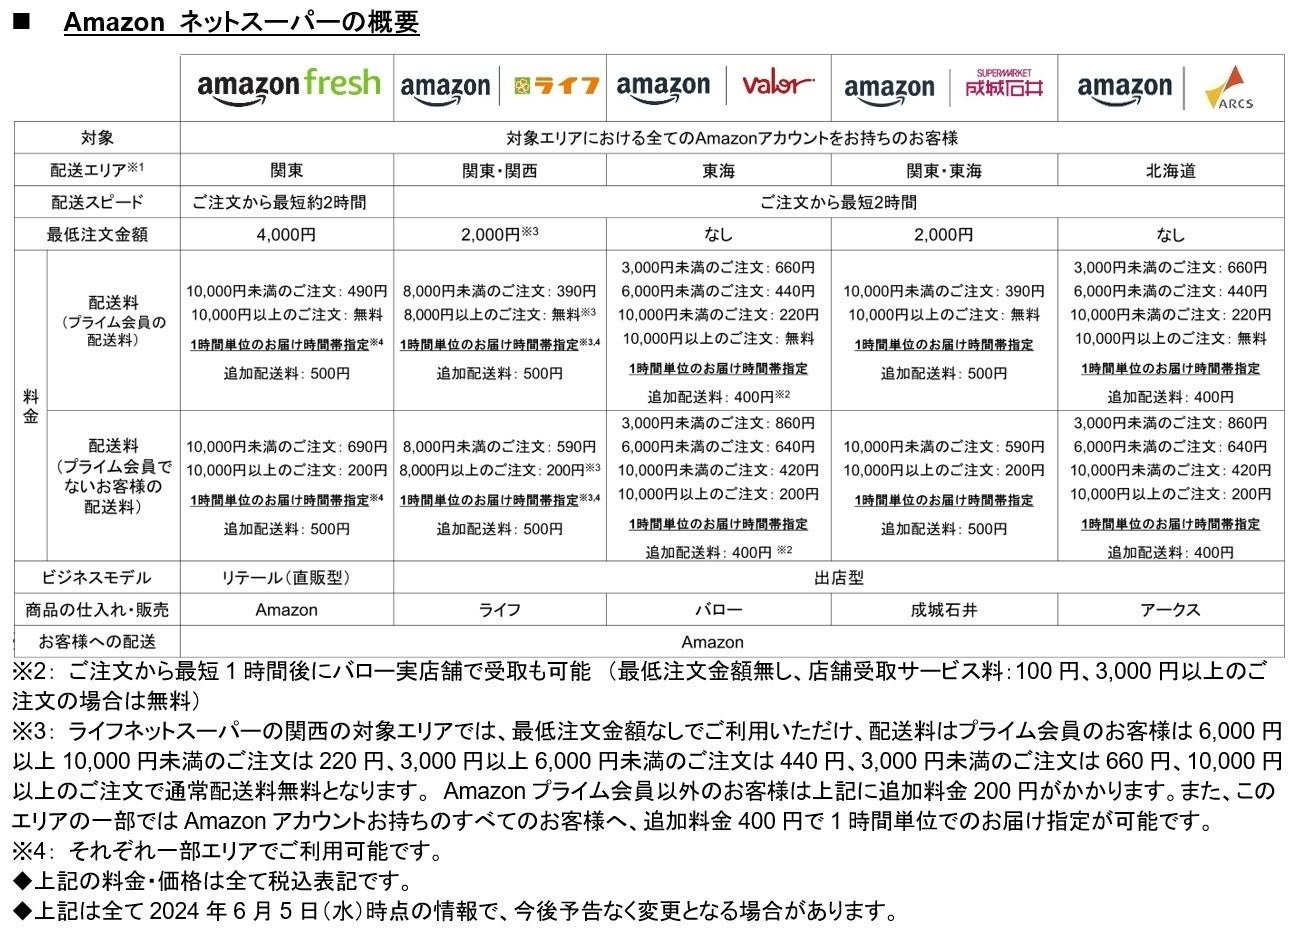 ■ Amazon ネットスーパーの概要
amazon fresh amazon ライフ amazon valor amazon SUPERMARKET 成城石井 amazon ARCS
対象 対象エリアにおける全てのAmazonアカウントをお持ちのお客様
配送エリア※1 関東 関東・関西 東海 関東・東海 北海道
配送スピード ご注文から最短約2時間 ご注文から最短2時間
最低注文金額 4,000円 2,000円※3 なし 2,000円 なし
料金
配送料
(プライム会員の
配送料)
10,000円未満のご注文: 490円
10,000円以上のご注文: 無料
1時間単位のお届け時間帯指定※4
追加配送料: 500円
8,000円未満のご注文: 390円
8,000円以上のご注文: 無料※3
1時間単位のお届け時間帯指定※3,4
追加配送料: 500円
3,000円未満のご注文: 660円
6,000円未満のご注文: 440円
10,000円未満のご注文: 220円
10,000円以上のご注文: 無料
1時間単位のお届け時間帯指定
追加配送料: 400円※2
10,000円未満のご注文: 390円
10,000円以上のご注文: 無料
1時間単位のお届け時間帯指定
追加配送料: 500円
3,000円未満のご注文: 660円
6,000円未満のご注文: 440円
10,000円未満のご注文: 220円
10,000円以上のご注文: 無料
1時間単位のお届け時間帯指定
追加配送料: 400円
配送料
(プライム会員で
ないお客様の
配送料)
10,000円未満のご注文: 690円
10,000円以上のご注文: 200円
1時間単位のお届け時間帯指定※4
追加配送料: 500円
8,000円未満のご注文: 590円
8,000円以上のご注文: 200円※3
1時間単位のお届け時間帯指定※3,4
追加配送料: 500円
3,000円未満のご注文: 860円
6,000円未満のご注文: 640円
10,000円未満のご注文: 420円
10,000円以上のご注文: 200円
1時間単位のお届け時間帯指定
追加配送料: 400円 ※2
10,000円未満のご注文: 590円
10,000円以上のご注文: 200円
1時間単位のお届け時間帯指定
追加配送料: 500円
3,000円未満のご注文: 860円
6,000円未満のご注文: 640円
10,000円未満のご注文: 420円
10,000円以上のご注文: 200円
1時間単位のお届け時間帯指定
追加配送料: 400円
ビジネスモデル リテール(直販型) 出店型
商品の仕入れ・販売 Amazon ライフ バロー 成城石井 アークス
お客様への配送 Amazon
※2: ご注文から最短1時間後にバロー実店舗で受取も可能 (最低注文金額無し、店舗受取サービス料:100円、3,000円以上のご
注文の場合は無料)
※3: ライフネットスーパーの関西の対象エリアでは、最低注文金額なしでご利用いただけ、配送料はプライム会員のお客様は6,000円
以上10,000円未満のご注文は220円、3,000円以上6,000円未満のご注文は440円、3,000円未満のご注文は660円、10,000円
以上のご注文で通常配送料無料となります。 Amazonプライム会員以外のお客様は上記に追加料金200円がかかります。また、この
エリアの一部ではAmazonアカウントお持ちのすべてのお客様へ、追加料金400円で1時間単位でのお届け指定が可能です。
※4: それぞれ一部エリアでご利用可能です。
◆上記の料金・価格は全て税込表記です。
◆上記は全て2024年6月5日(水)時点の情報で、今後予告なく変更となる場合があります。